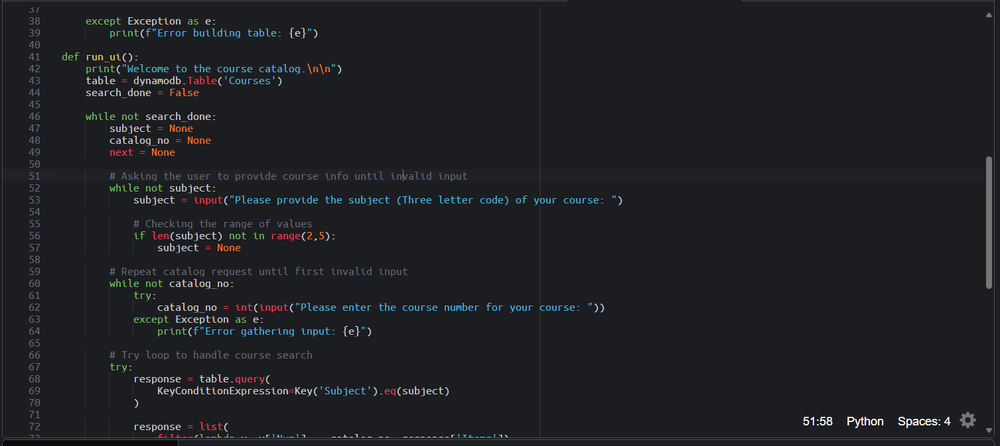 37
38 except Exception as e:
39 print(f"Error building table: {e}")
40
41 def run_ui():
42 print("Welcome to the course catalog.\n\n")
43 table = dynamodb.Table('Courses')
44 search_done = False
45
46 while not search_done:
47 subject = None
48 catalog_no = None
49 next = None
50
51 # Asking the user to provide course info until invalid input
52 while not subject:
53 subject = input("Please provide the subject (Three letter code) of your course: ")
54
55 # Checking the range of values
56 if len(subject) not in range(2,5):
57 subject = None
58
59 # Repeat catalog request until first invalid input
60 while not catalog_no:
61 try:
62 catalog_no = int(input("Please enter the course number for your course: "))
63 except Exception as e:
64 print(f"Error gathering input: {e}")
65
66 # Try loop to handle course search
67 try:
68 response = table.query(
69 KeyConditionExpression=Key('Subject').eq(subject)
70 )
71
72 response = list(
51:58 Python Spaces: 4